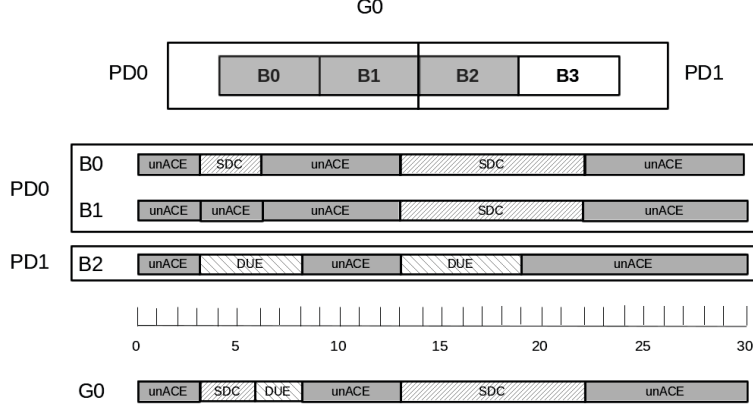 G0
PD0 B0 B1 B2 B3 PD1
B0 unACE SDC unACE SDC unACE
PD0
B1 unACE unACE unACE SDC unACE
PD1 B2 unACE DUE unACE DUE unACE
0 5 10 15 20 25 30
G0 unACE SDC DUE unACE SDC unACE